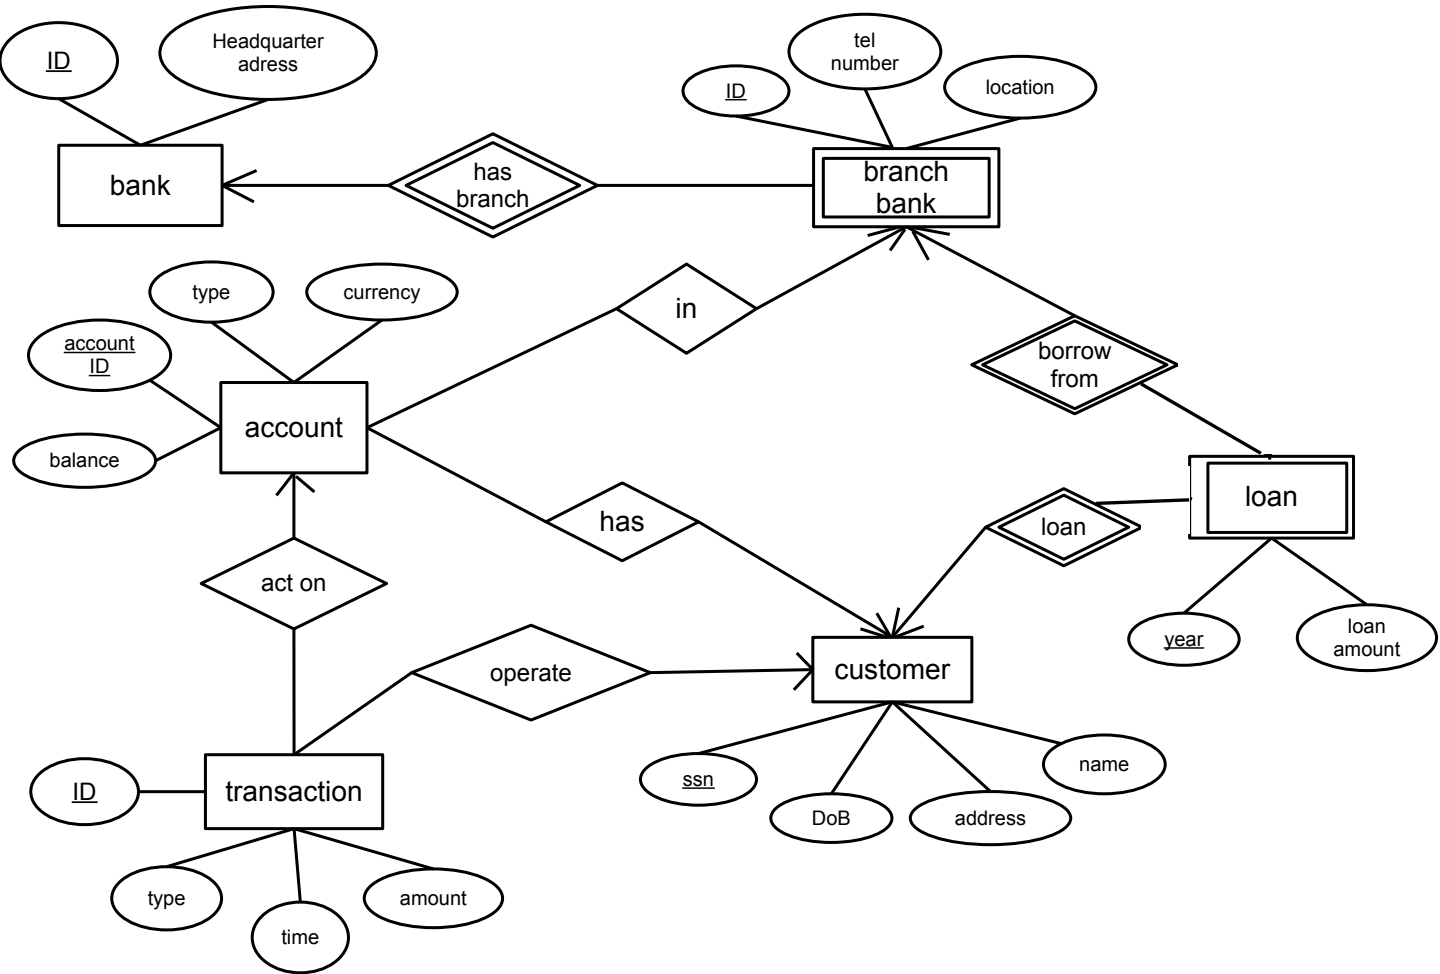 ID
Headquarter
adress
tel
number
ID
location
bank
has
branch
branch
bank
type
currency
in
account
ID
borrow
from
account
balance
loan
has
loan
act on
year
loan
amount
operate
customer
ID
transaction
ssn
name
DoB
address
type
amount
time